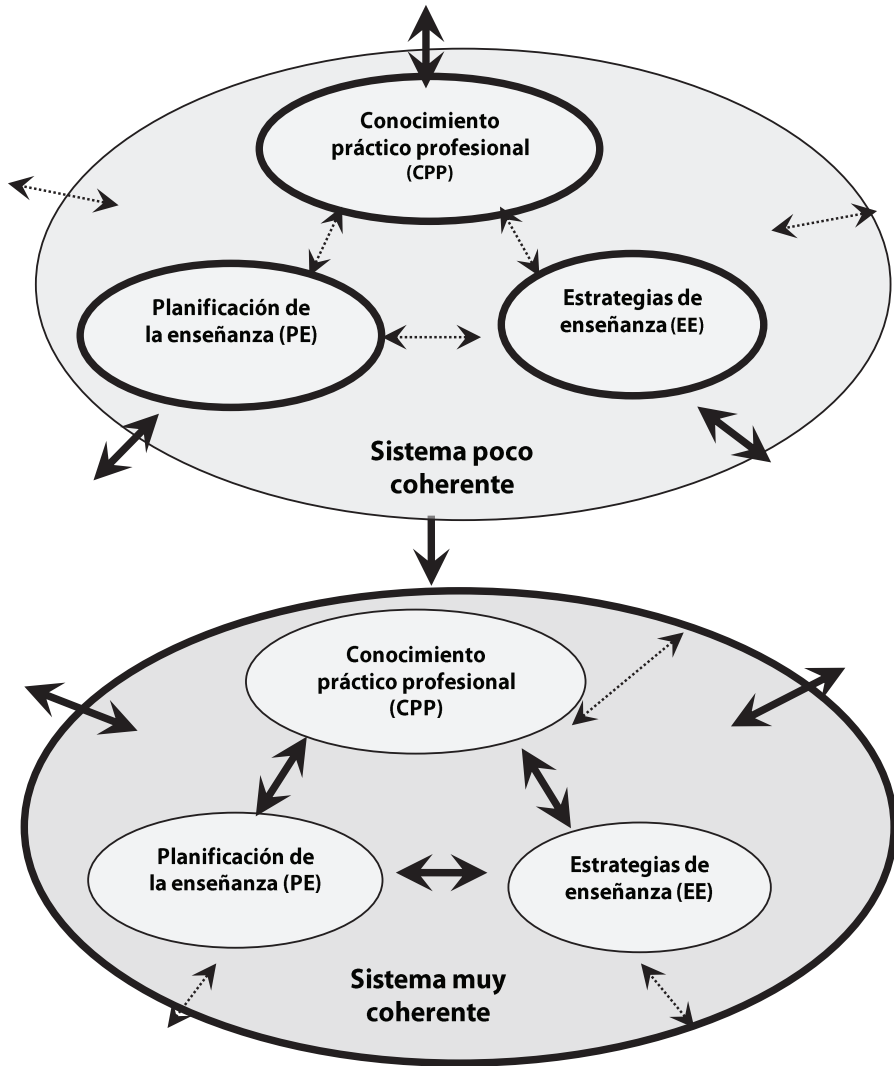 Conocimiento
práctico profesional
(CPP)
Planificación de
la enseñanza (PE)
Estrategias de
enseñanza (EE)
Sistema poco
coherente
Conocimiento
práctico profesional
(CPP)
Planificación de
la enseñanza (PE)
Estrategias de
enseñanza (EE)
Sistema muy
coherente